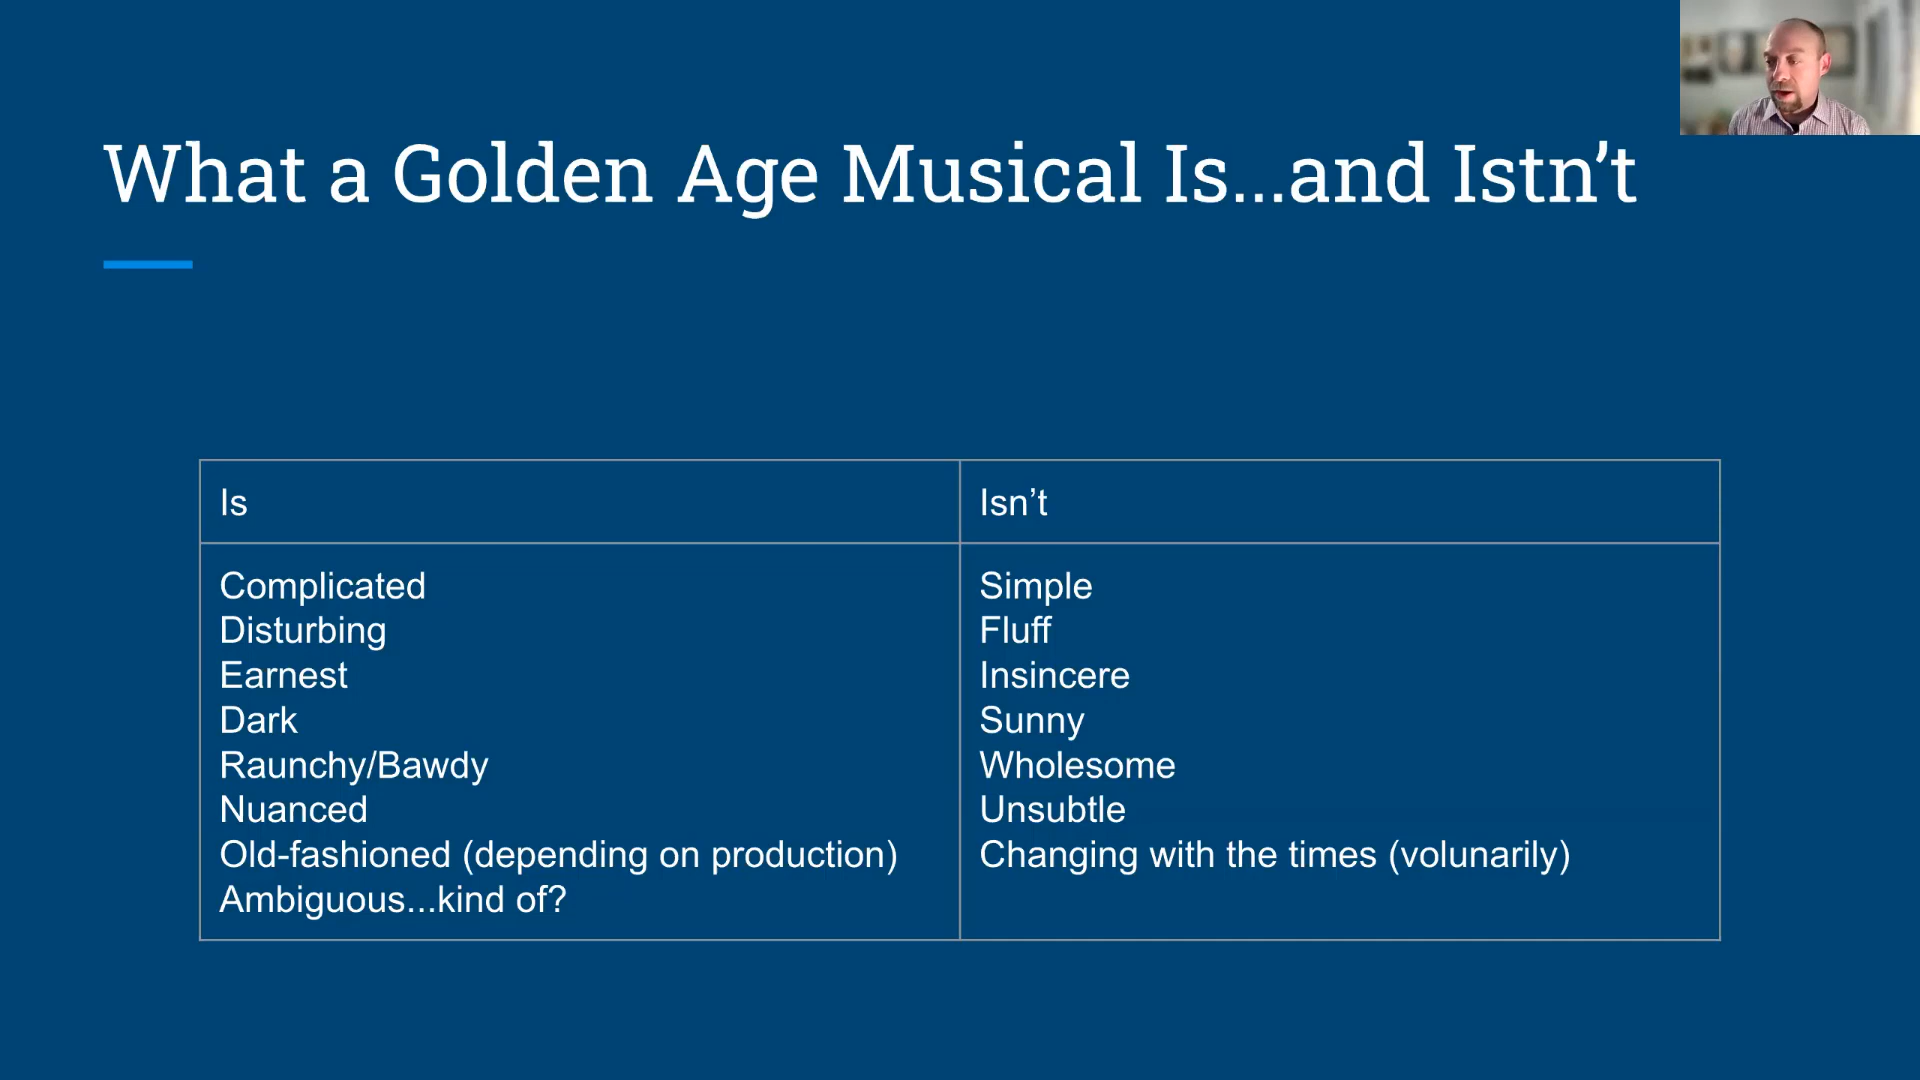 What a Golden Age Musical Is...and Istn’t
Is
Isn’t
Complicated
Disturbing
Earnest
Dark
Raunchy/Bawdy
Nuanced
Old-fashioned (depending on production)
Ambiguous...kind of?
Simple
Fluff
Insincere
Sunny
Wholesome
Unsubtle
Changing with the times (volunarily)